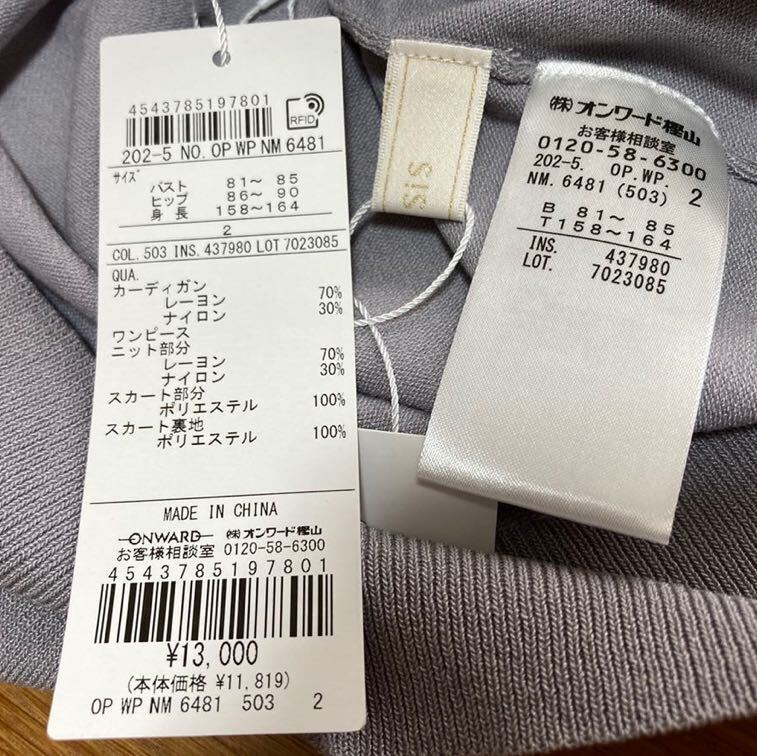 4543785197801
RFID
202-5 NO. OP WP NM 6481
サイズ
バスト 81～ 85
ヒップ 86～ 90
身長 158～164
2
COL. 503 INS. 437980 LOT 7023085
QUA.
カーディガン
レーヨン 70%
ナイロン 30%
ワンピース
ニット部分
レーヨン 70%
ナイロン 30%
スカート部分
ポリエステル 100%
スカート裏地
ポリエステル 100%
MADE IN CHINA
ONWARD ㈱オンワード樫山
お客様相談室 0120-58-6300
4543785197801
¥13,000
(本体価格 ¥11,819)
OP WP NM 6481 503 2
sis
㈱オンワード樫山
お客様相談室
0120-58-6300
202-5. OP.WP.
NM. 6481 (503) 2
B 81～ 85
T158～164
INS. 437980
LOT. 7023085